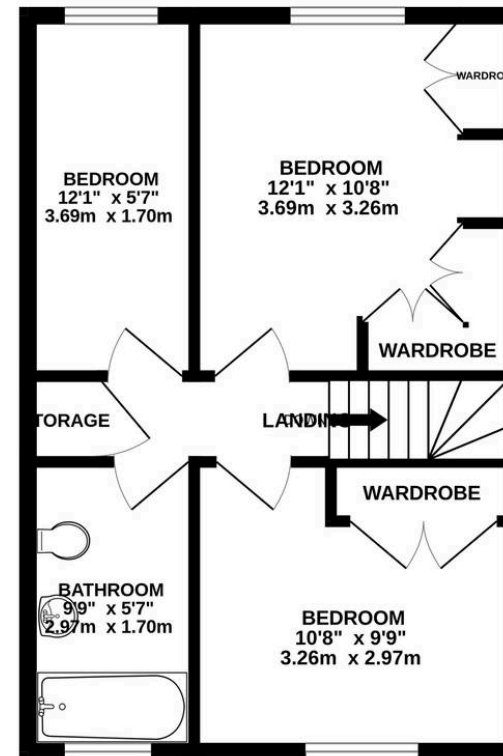 WARDRO
BEDROOM
12'1" x 5'7"
3.69m x 1.70m
BEDROOM
12'1" x 10'8"
3.69m x 3.26m
WARDROBE
TORAGE
LANDING
WARDROBE
BATHROOM
9'9" x 5'7"
2.97m x 1.70m
BEDROOM
10'8" x 9'9"
3.26m x 2.97m